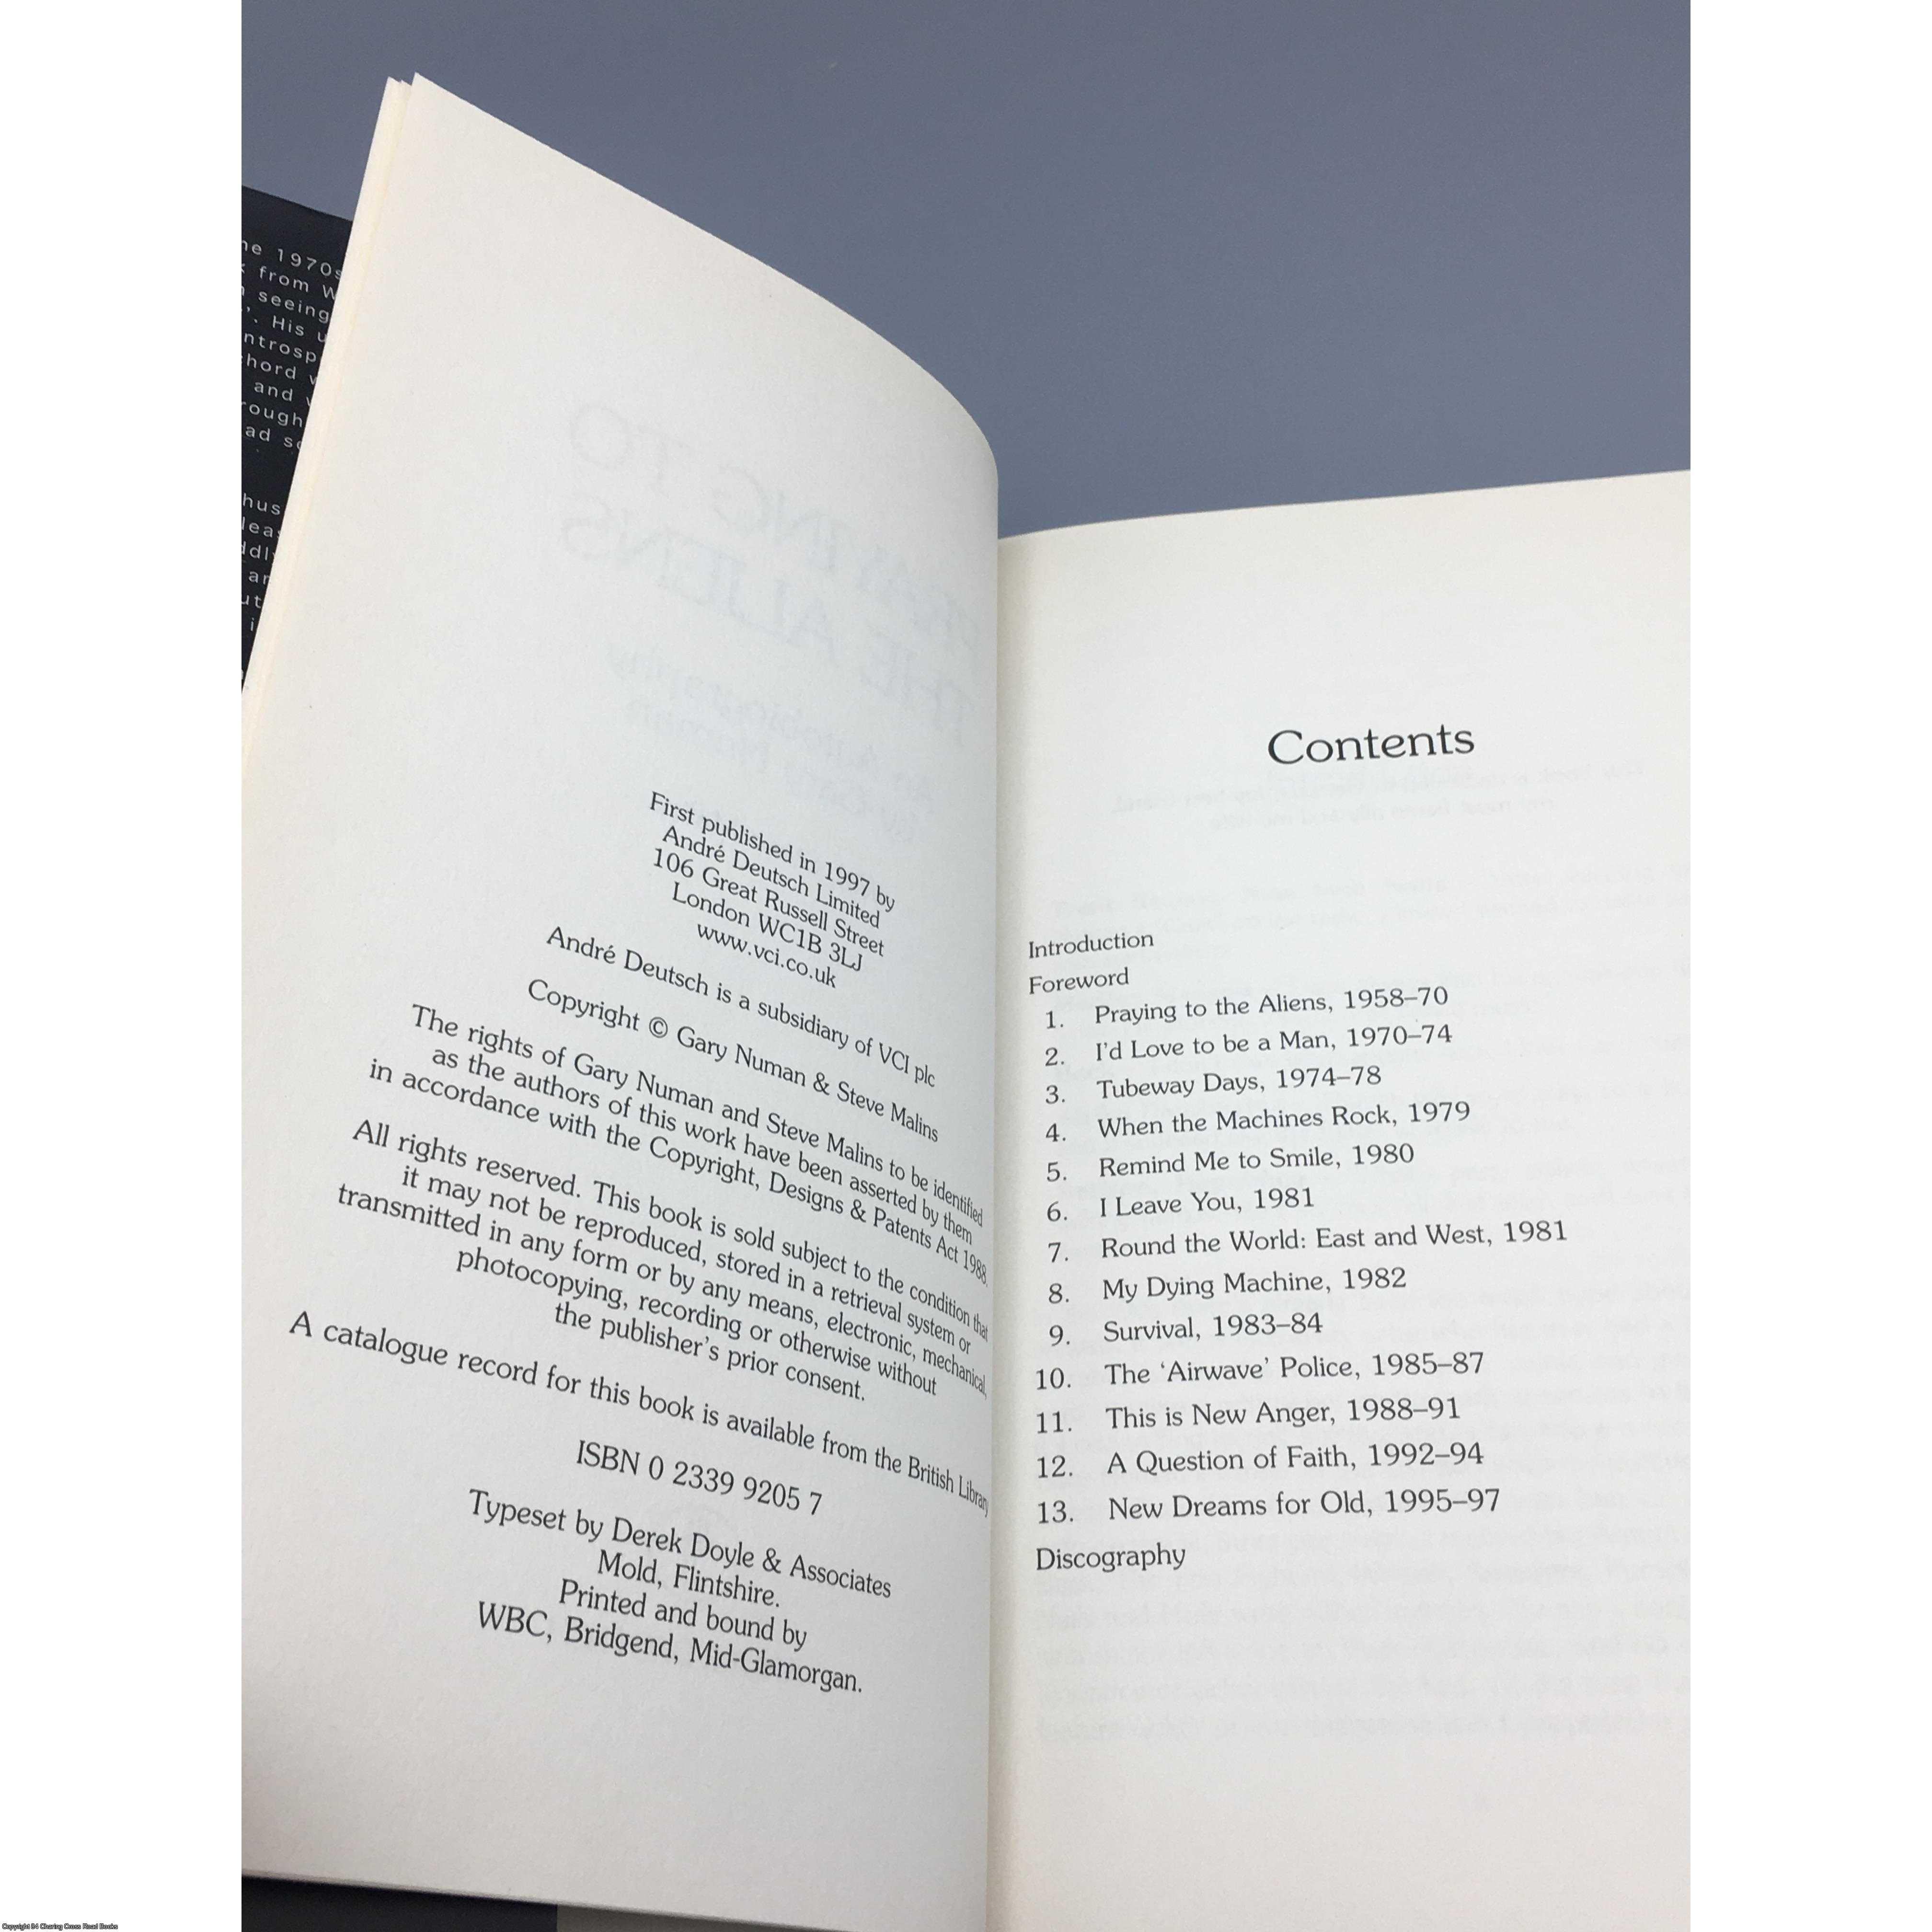 1970s
from
seeing
His
and
First published in 1997 by
André Deutsch Limited
106 Great Russell Street
London WC1B 3LJ
www.vci.co.uk
André Deutsch is a subsidiary of VCI plc
Copyright © Gary Numan & Steve Malins
The rights of Gary Numan and Steve Malins to be identified
as the authors of this work have been asserted by them
in accordance with the Copyright, Designs & Patents Act 1988.
All rights reserved. This book is sold subject to the condition that
it may not be reproduced, stored in a retrieval system or
transmitted in any form or by any means, electronic, mechanical,
photocopying, recording or otherwise without
the publisher's prior consent.
A catalogue record for this book is available from the British Library
ISBN 0 2339 9205 7
Typeset by Derek Doyle & Associates
Mold, Flintshire.
Printed and bound by
WBC, Bridgend, Mid-Glamorgan.
Contents
Introduction
Foreword
1. Praying to the Aliens, 1958–70
2. I'd Love to be a Man, 1970–74
3. Tubeway Days, 1974–78
4. When the Machines Rock, 1979
5. Remind Me to Smile, 1980
6. I Leave You, 1981
7. Round the World: East and West, 1981
8. My Dying Machine, 1982
9. Survival, 1983–84
10. The 'Airwave' Police, 1985–87
11. This is New Anger, 1988–91
12. A Question of Faith, 1992–94
13. New Dreams for Old, 1995–97
Discography
Copyright 84 Charing Cross Road Books